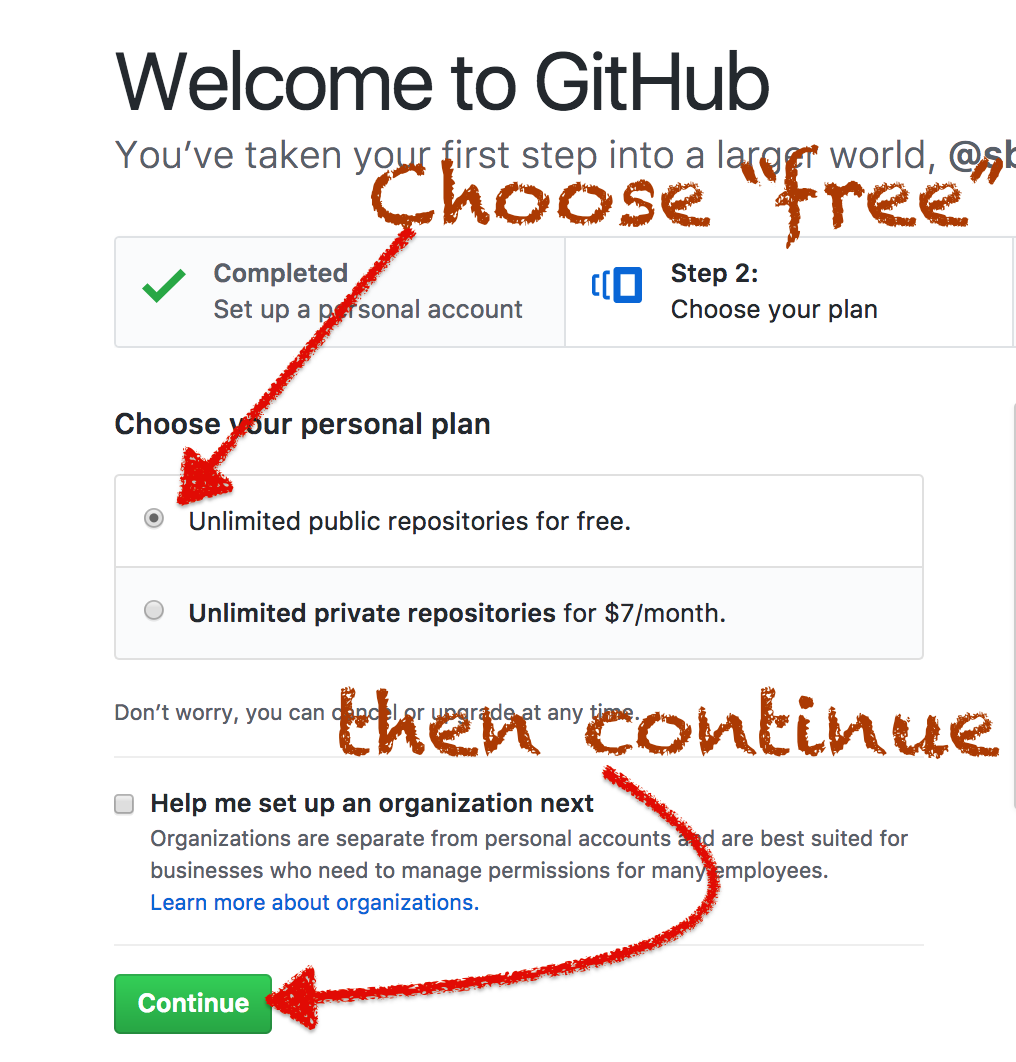 Welcome to GitHub
You’ve taken your first step into a larger world, @sb
Choose “free”
Completed
Set up a personal account
Step 2:
Choose your plan
Choose your personal plan
Unlimited public repositories for free.
Unlimited private repositories for $7/month.
Don’t worry, you can cancel or upgrade at any time.
then continue
Help me set up an organization next
Organizations are separate from personal accounts and are best suited for
businesses who need to manage permissions for many employees.
Learn more about organizations.
Continue